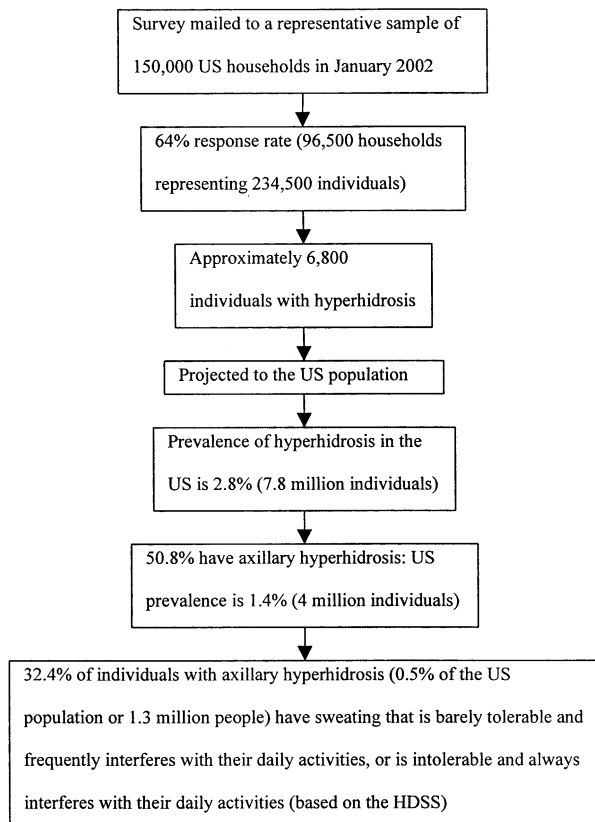 Survey mailed to a representative sample of
150,000 US households in January 2002
64% response rate (96,500 households
representing 234,500 individuals)
Approximately 6,800
individuals with hyperhidrosis
Projected to the US population
Prevalence of hyperhidrosis in the
US is 2.8% (7.8 million individuals)
50.8% have axillary hyperhidrosis: US
prevalence is 1.4% (4 million individuals)
32.4% of individuals with axillary hyperhidrosis (0.5% of the US
population or 1.3 million people) have sweating that is barely tolerable and
frequently interferes with their daily activities, or is intolerable and always
interferes with their daily activities (based on the HDSS)